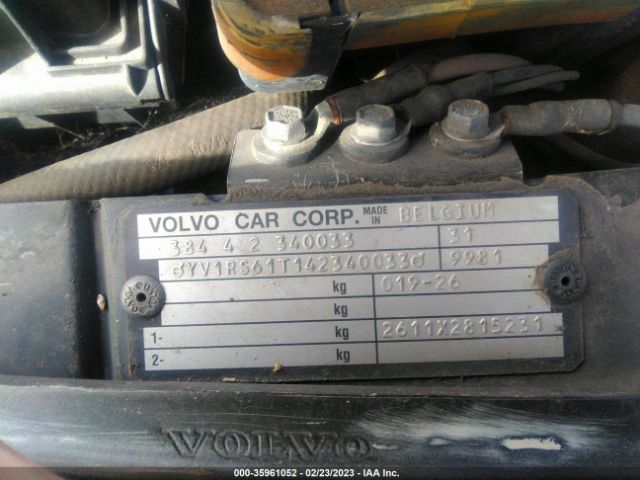 VOLVO CAR CORP. MADE IN BELGIUM
384 4 2 340033 31
YV1RS61T142340033 9981
kg 019-26
kg
1- kg 2611X2815231
2- kg
VOLVO
000-35961052 - 02/23/2023 - IAA Inc.